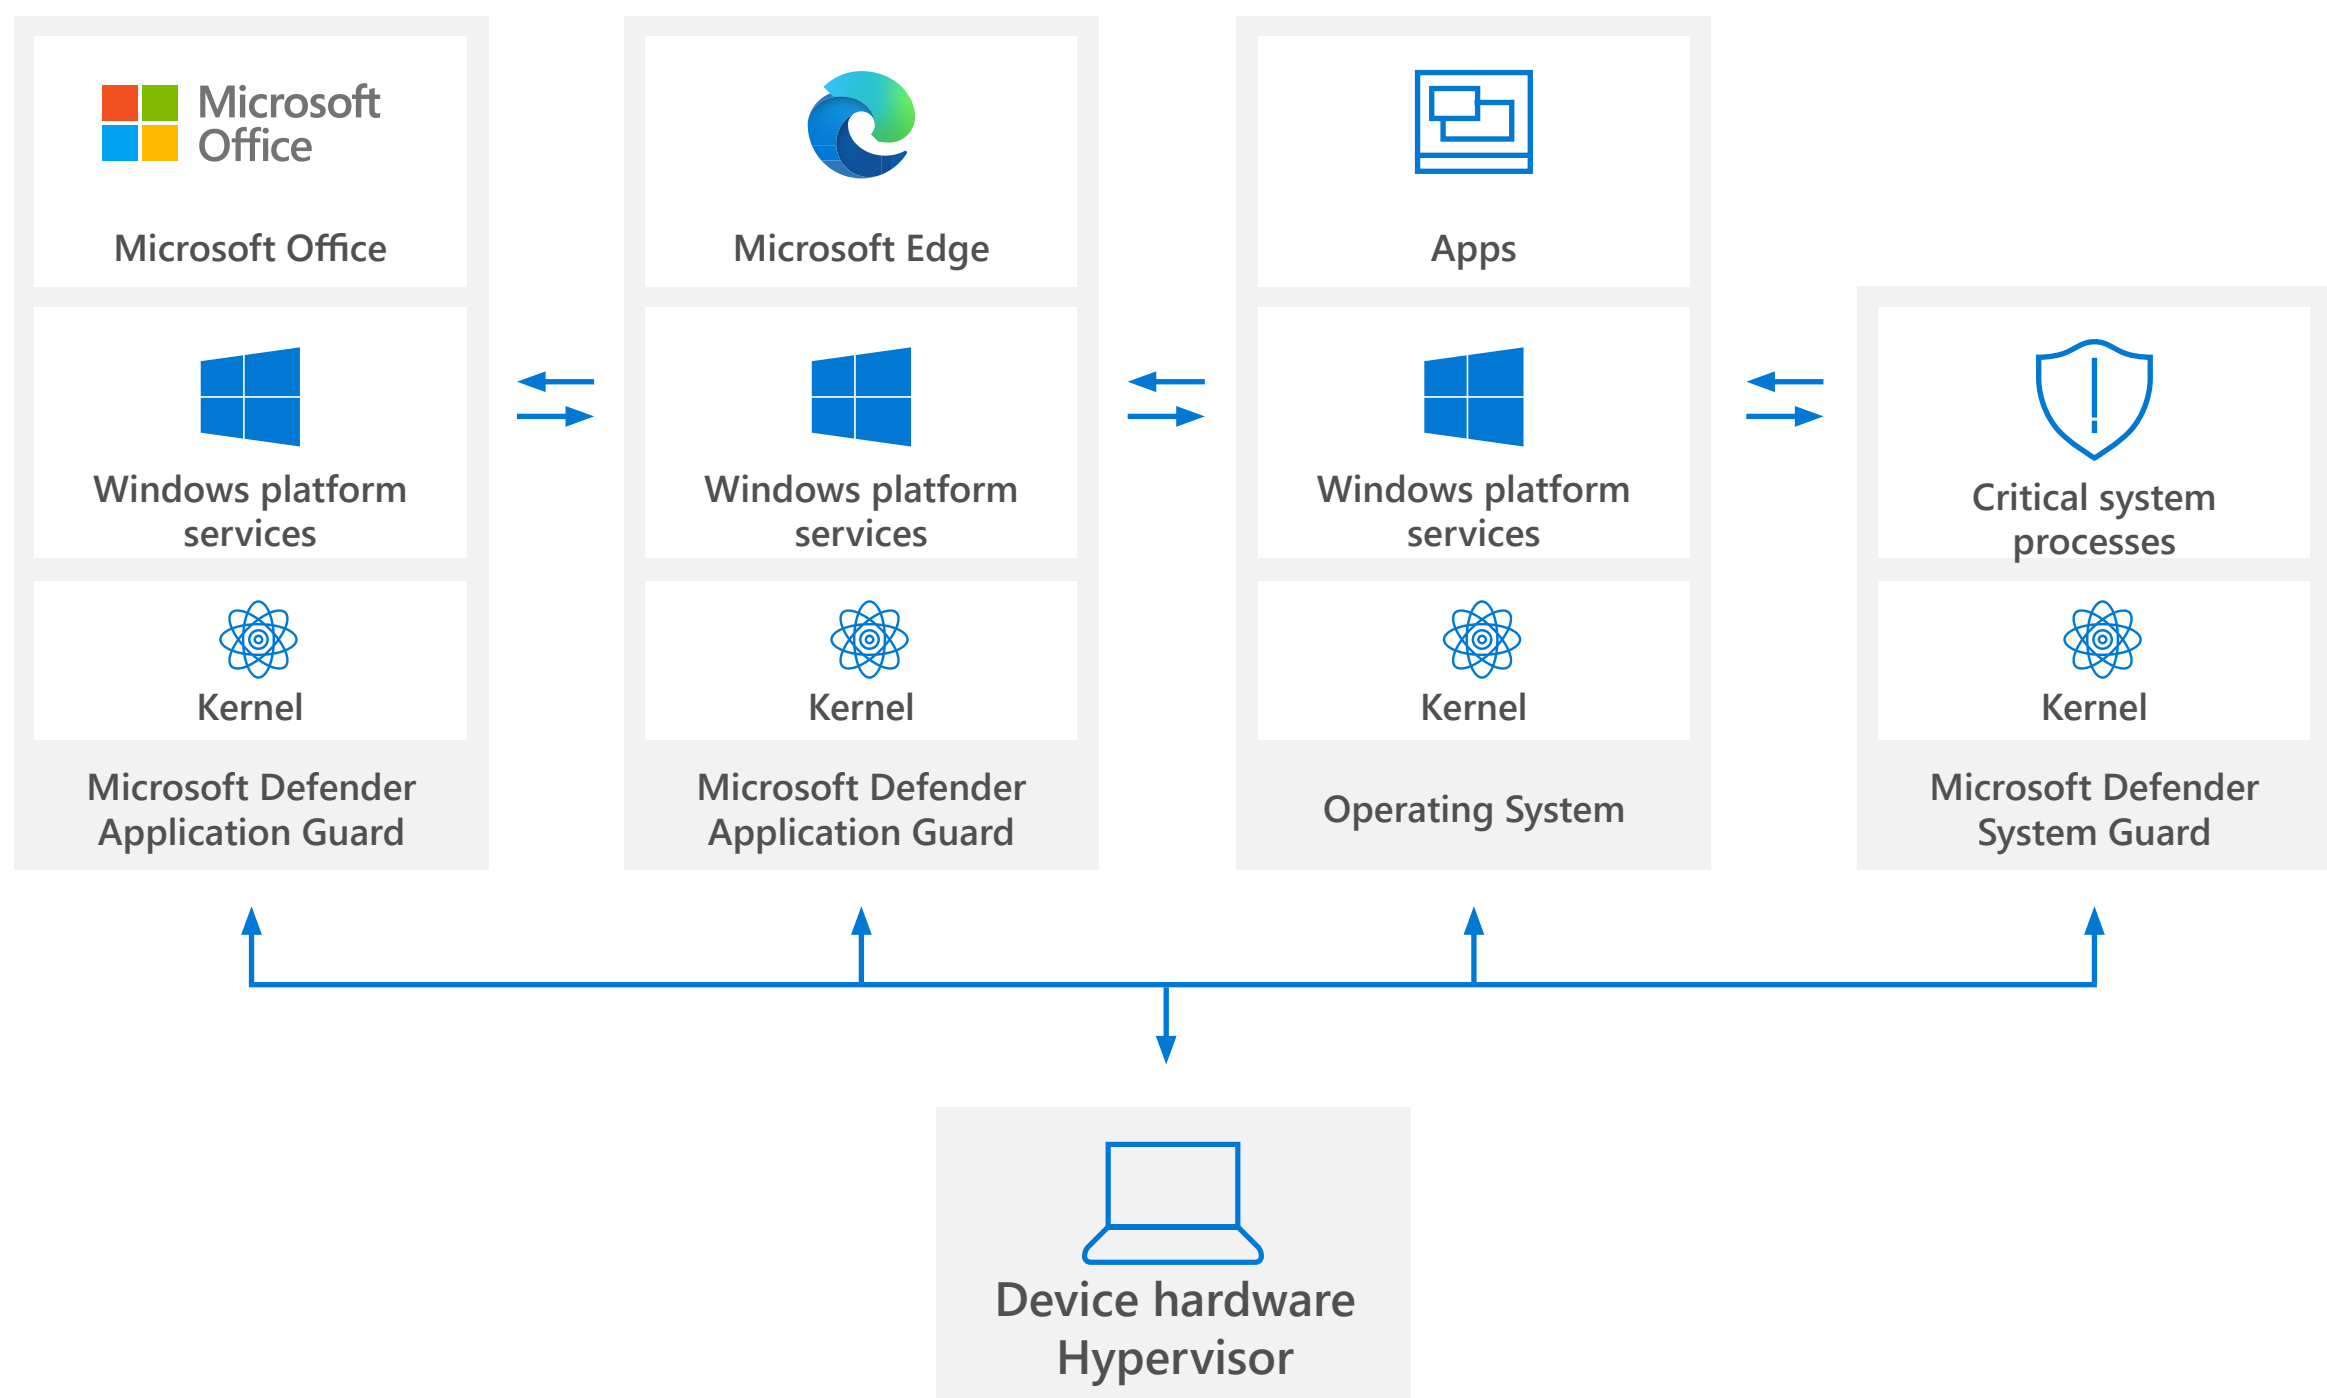 Microsoft
Office
Microsoft Office
Windows platform
services
Kernel
Microsoft Defender
Application Guard
Microsoft Edge
Windows platform
services
Kernel
Microsoft Defender
Application Guard
Apps
Windows platform
services
Kernel
Operating System
Critical system
processes
Kernel
Microsoft Defender
System Guard
Device hardware
Hypervisor